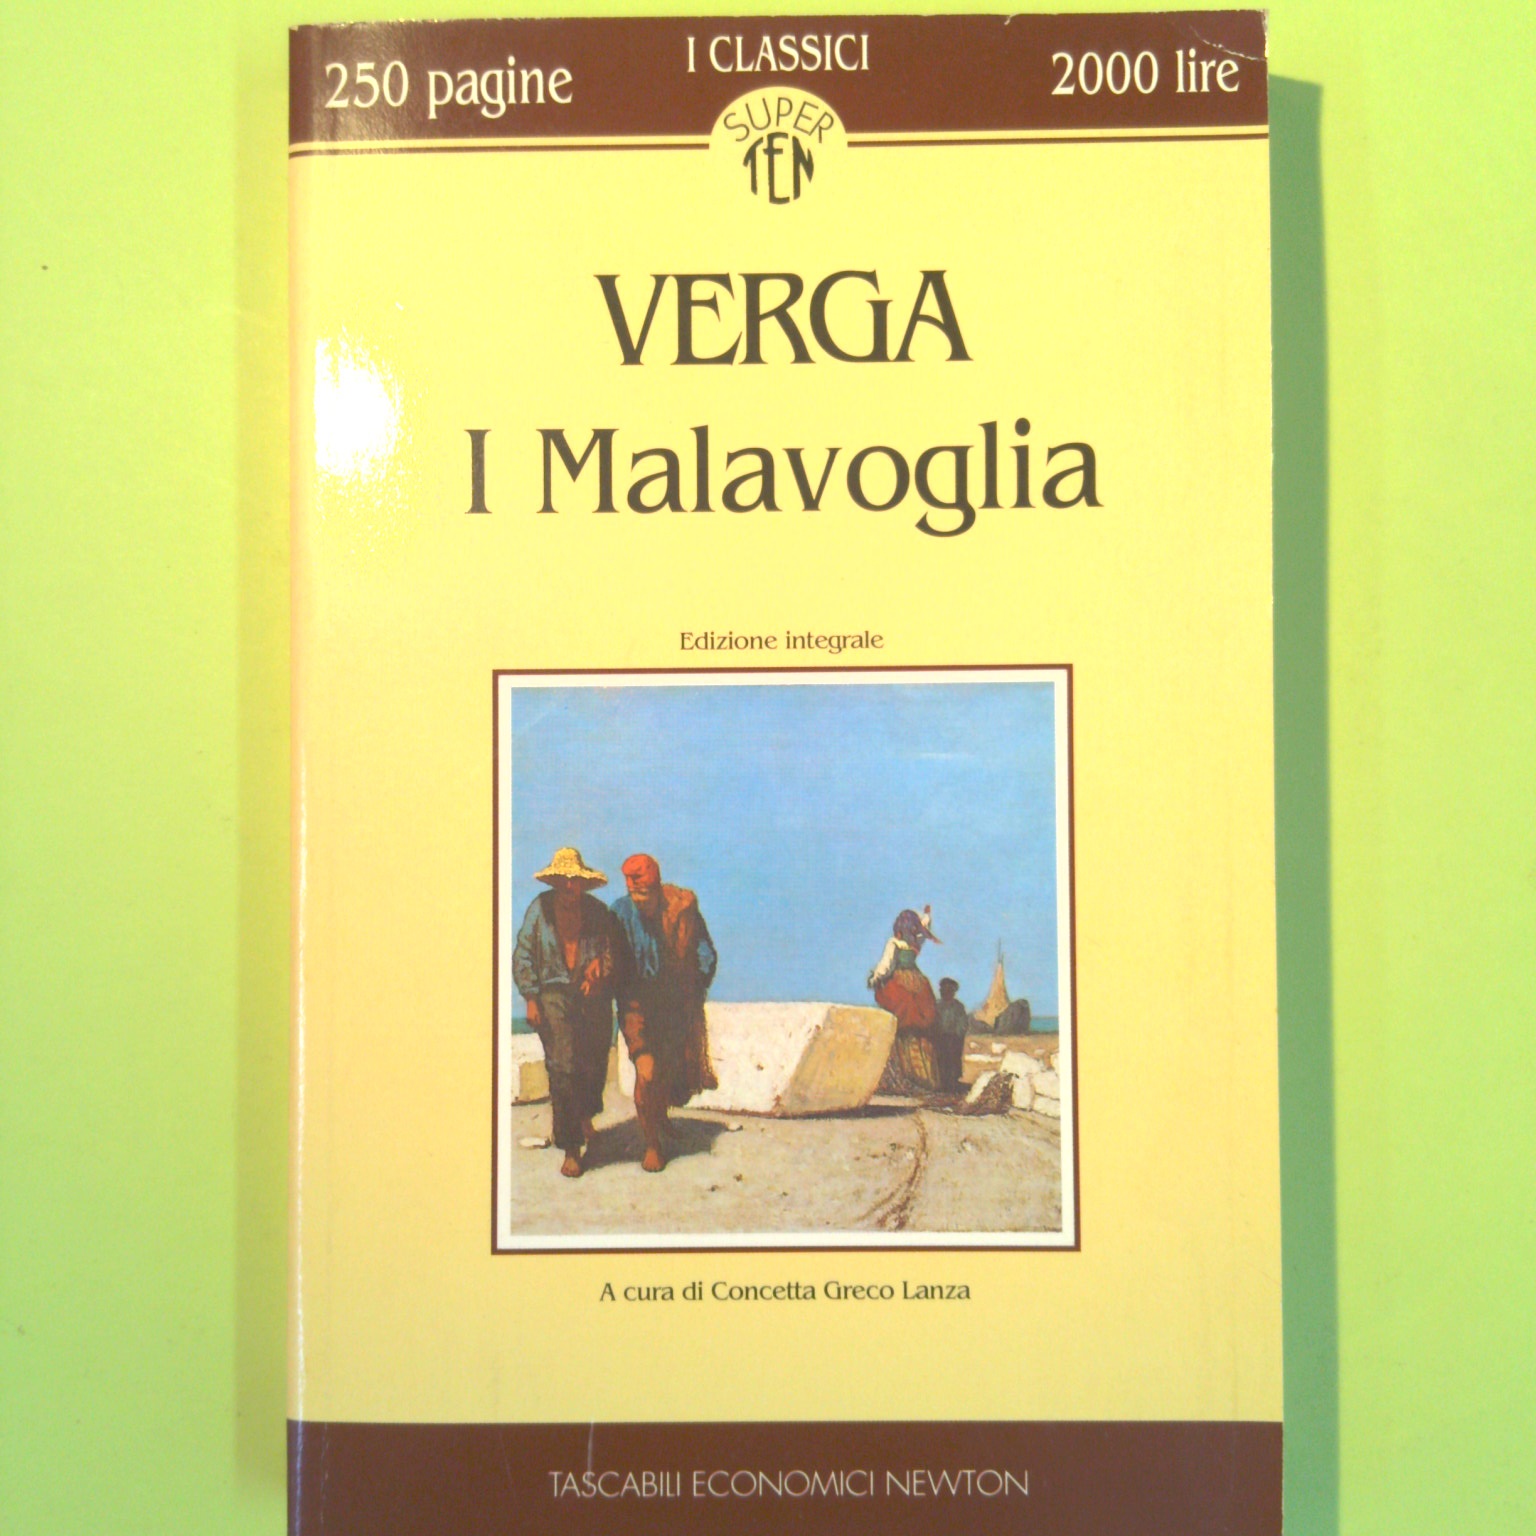 250 pagine
I CLASSICI
2000 lire
SUPER
TEN
VERGA
I Malavoglia
Edizione integrale
A cura di Concetta Greco Lanza
TASCABILI ECONOMICI NEWTON